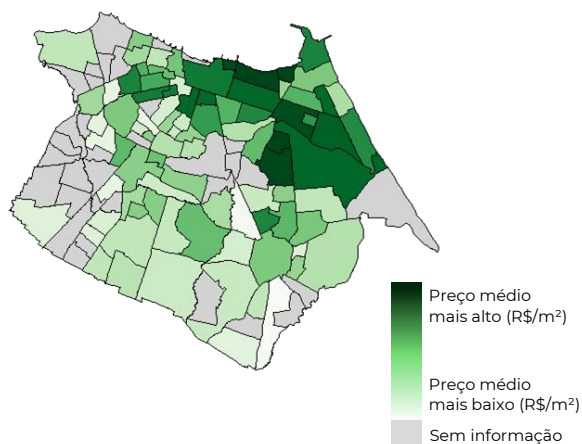 Preço médio
mais alto (R$/m²)
Preço médio
mais baixo (R$/m²)
Sem informação